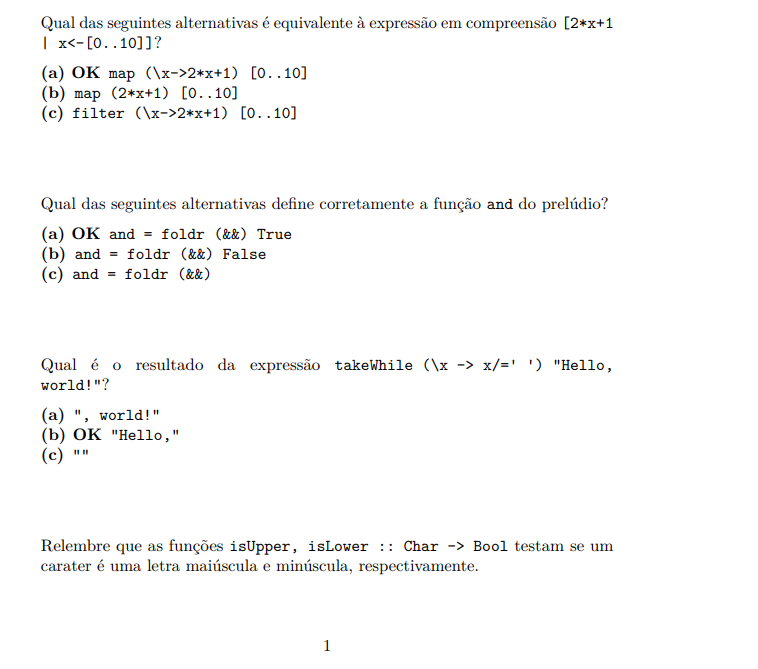 Qual das seguintes alternativas é equivalente à expressão em compreensão [2*x+1
| x<-[0..10]]?
(a) OK map (\x->2*x+1) [0..10]
(b) map (2*x+1) [0..10]
(c) filter (\x->2*x+1) [0..10]
Qual das seguintes alternativas define corretamente a função and do prelúdio?
(a) OK and = foldr (&&) True
(b) and = foldr (&&) False
(c) and = foldr (&&)
Qual é o resultado da expressão takeWhile (\x -> x/=' ') "Hello,
world!"?
(a) ", world!"
(b) OK "Hello,"
(c) ""
Relembre que as funções isUpper, isLower :: Char -> Bool testam se um
carater é uma letra maiúscula e minúscula, respectivamente.
1